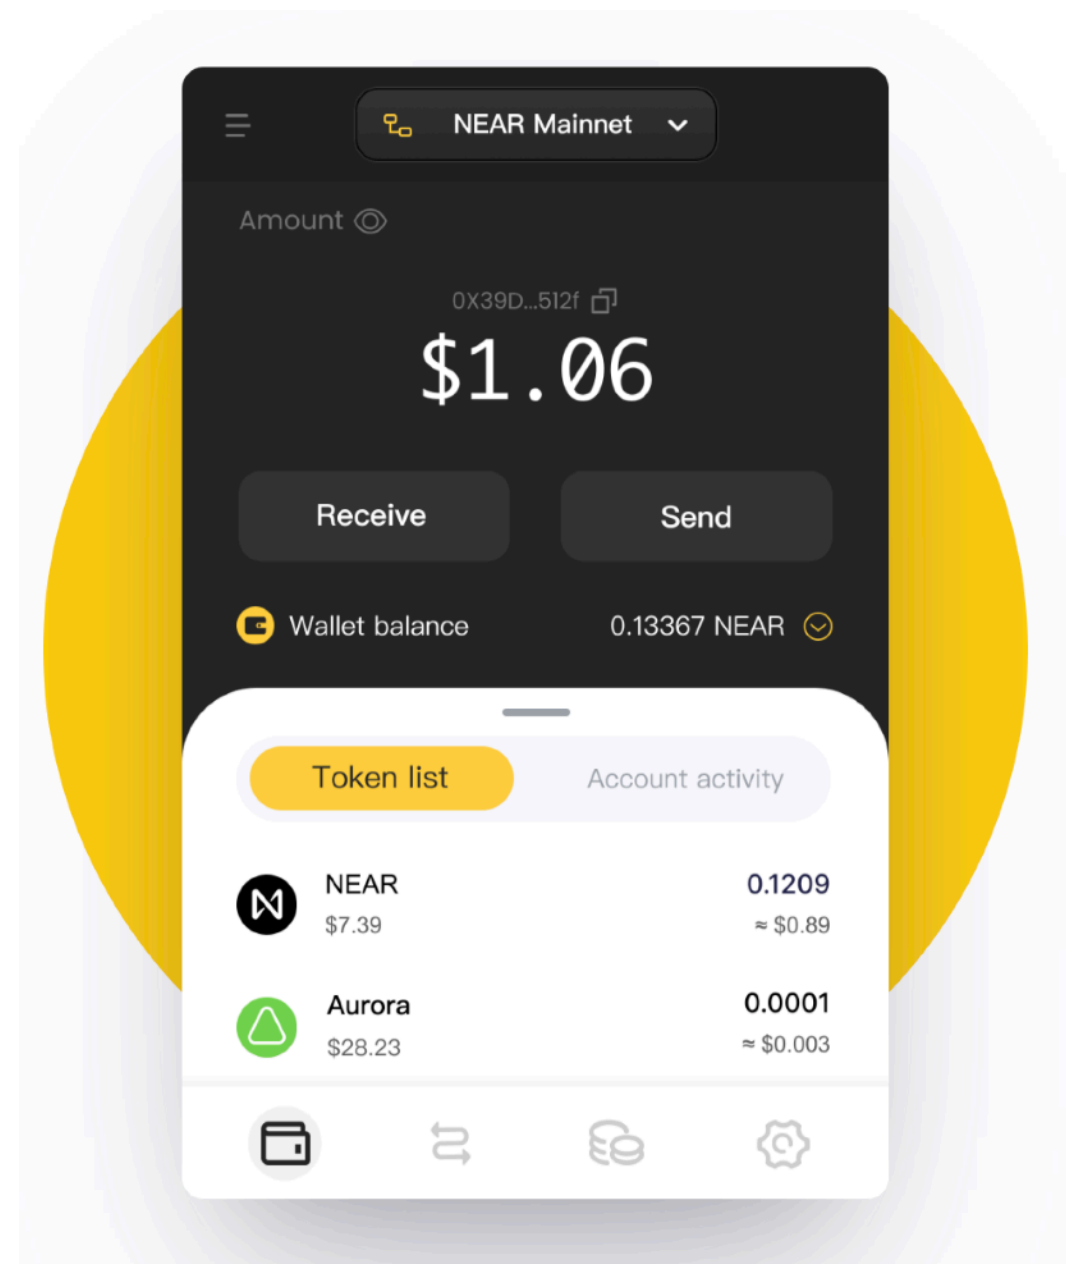 NEAR Mainnet
Amount
0X39D...512f
$1.06
Receive
Send
Wallet balance
0.13367 NEAR
Token list
Account activity
NEAR
0.1209
$7.39
≈ $0.89
Aurora
0.0001
$28.23
≈ $0.003